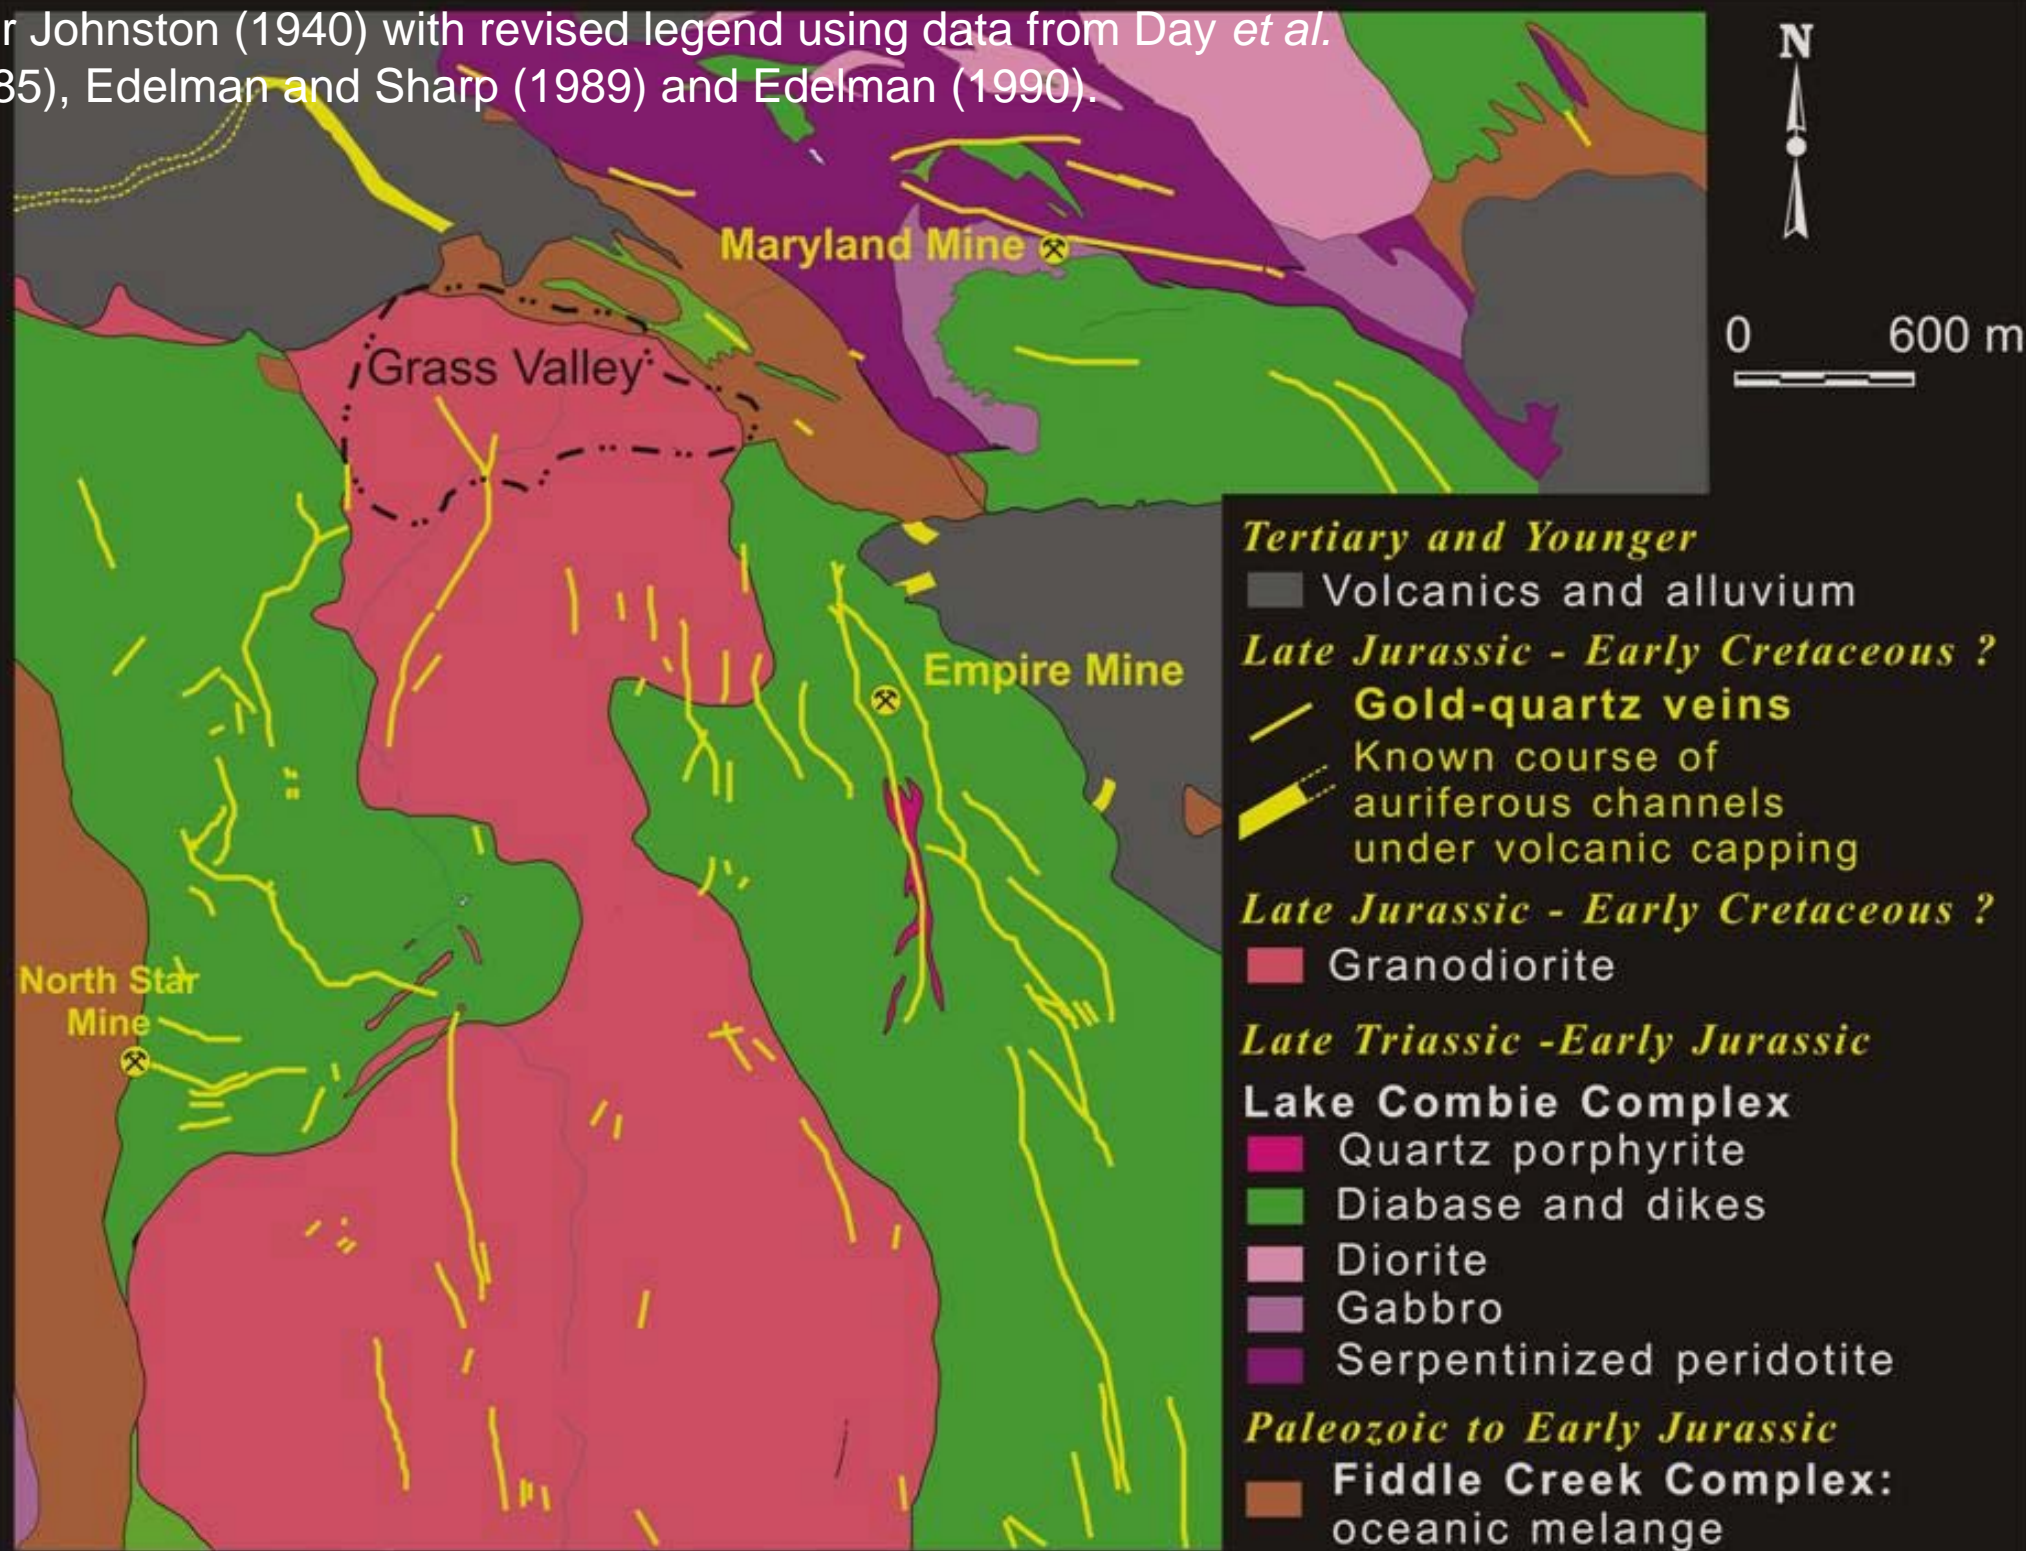 r Johnston (1940) with revised legend using data from Day et al.
85), Edelman and Sharp (1989) and Edelman (1990).
N
Maryland Mine
0 600 m
Grass Valley
Empire Mine
North Star
Mine
Tertiary and Younger
Volcanics and alluvium
Late Jurassic - Early Cretaceous ?
Gold-quartz veins
Known course of
auriferous channels
under volcanic capping
Late Jurassic - Early Cretaceous ?
Granodiorite
Late Triassic -Early Jurassic
Lake Combie Complex
Quartz porphyrite
Diabase and dikes
Diorite
Gabbro
Serpentinized peridotite
Paleozoic to Early Jurassic
Fiddle Creek Complex:
oceanic melange